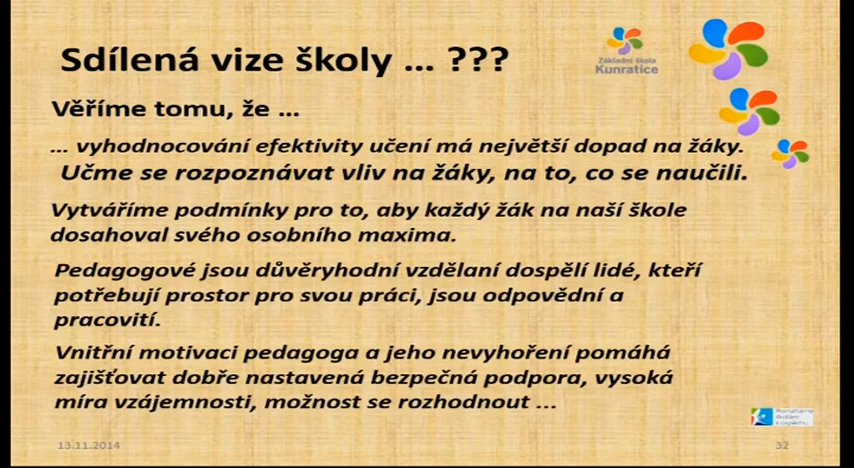 Sdílená vize školy … ???
Základní škola
Kunratice
Věříme tomu, že …
… vyhodnocování efektivity učení má největší dopad na žáky.
Učme se rozpoznávat vliv na žáky, na to, co se naučili.
Vytváříme podmínky pro to, aby každý žák na naší škole
dosahoval svého osobního maxima.
Pedagogové jsou důvěryhodní vzdělaní dospělí lidé, kteří
potřebují prostor pro svou práci, jsou odpovědní a
pracovití.
Vnitřní motivaci pedagoga a jeho nevyhoření pomáhá
zajišťovat dobře nastavená bezpečná podpora, vysoká
míra vzájemnosti, možnost se rozhodnout …
Pomáháme
školám
k úspěchu
13.11.2014
32